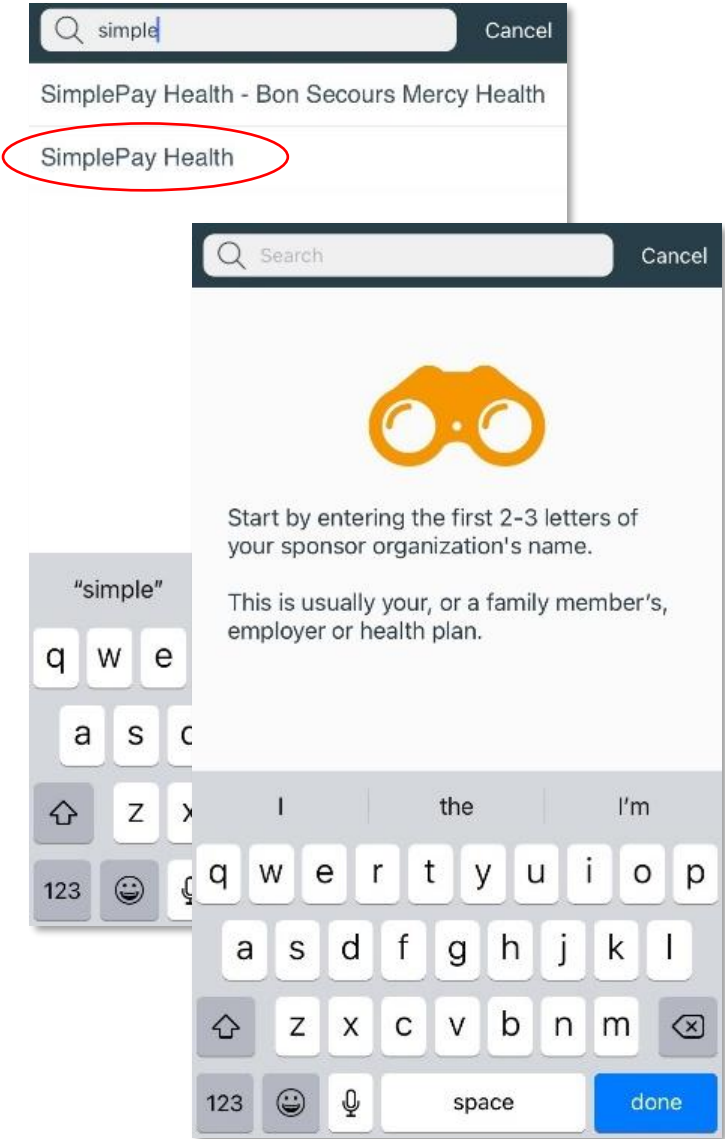 simple Cancel
SimplePay Health - Bon Secours Mercy Health
SimplePay Health
“simple”
q w e
a s
z x
123
Search Cancel
Start by entering the first 2-3 letters of
your sponsor organization's name.
This is usually your, or a family member’s,
employer or health plan.
I the I’m
q w e r t y u i o p
a s d f g h j k l
z x c v b n m
123 space done